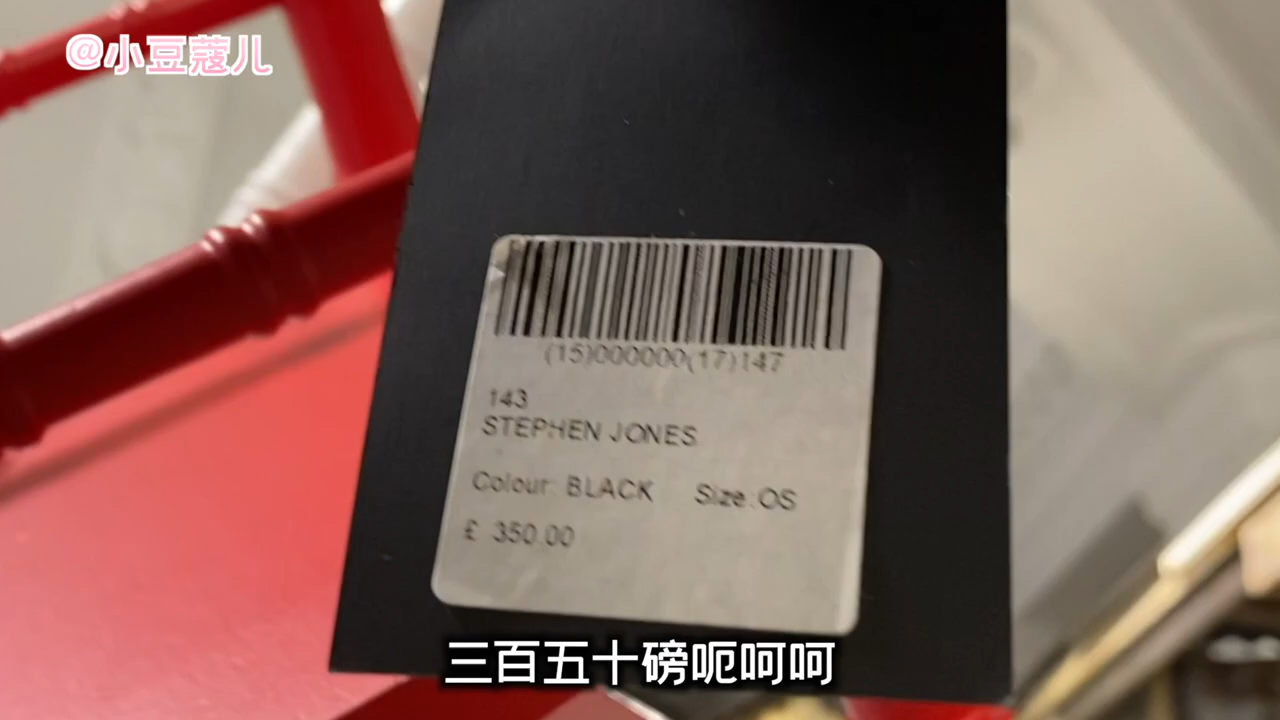 @小豆蔻儿
(15)000000(17)147
143
STEPHEN JONES
Colour: BLACK Size:OS
£ 350.00
三百五十磅呃呵呵